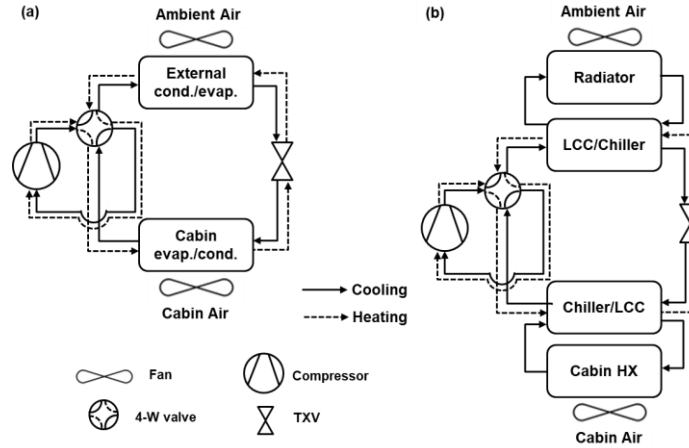 (a)
Ambient Air
External
cond./evap.
Cabin
evap./cond.
Cabin Air
Cooling
Heating
Fan
Compressor
4-W valve
TXV
(b)
Ambient Air
Radiator
LCC/Chiller
Chiller/LCC
Cabin HX
Cabin Air